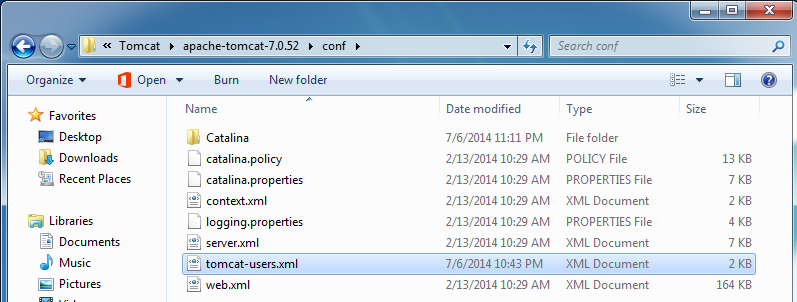 « Tomcat ▸ apache-tomcat-7.0.52 ▸ conf ▸ Search conf
Organize ▾ Open ▾ Burn New folder
Favorites
Desktop
Downloads
Recent Places
Libraries
Documents
Music
Pictures
Name Date modified Type Size
Catalina 7/6/2014 11:11 PM File folder
catalina.policy 2/13/2014 10:29 AM POLICY File 13 KB
catalina.properties 2/13/2014 10:29 AM PROPERTIES File 7 KB
context.xml 2/13/2014 10:29 AM XML Document 2 KB
logging.properties 2/13/2014 10:29 AM PROPERTIES File 4 KB
server.xml 2/13/2014 10:29 AM XML Document 7 KB
tomcat-users.xml 7/6/2014 10:43 PM XML Document 2 KB
web.xml 2/13/2014 10:29 AM XML Document 164 KB